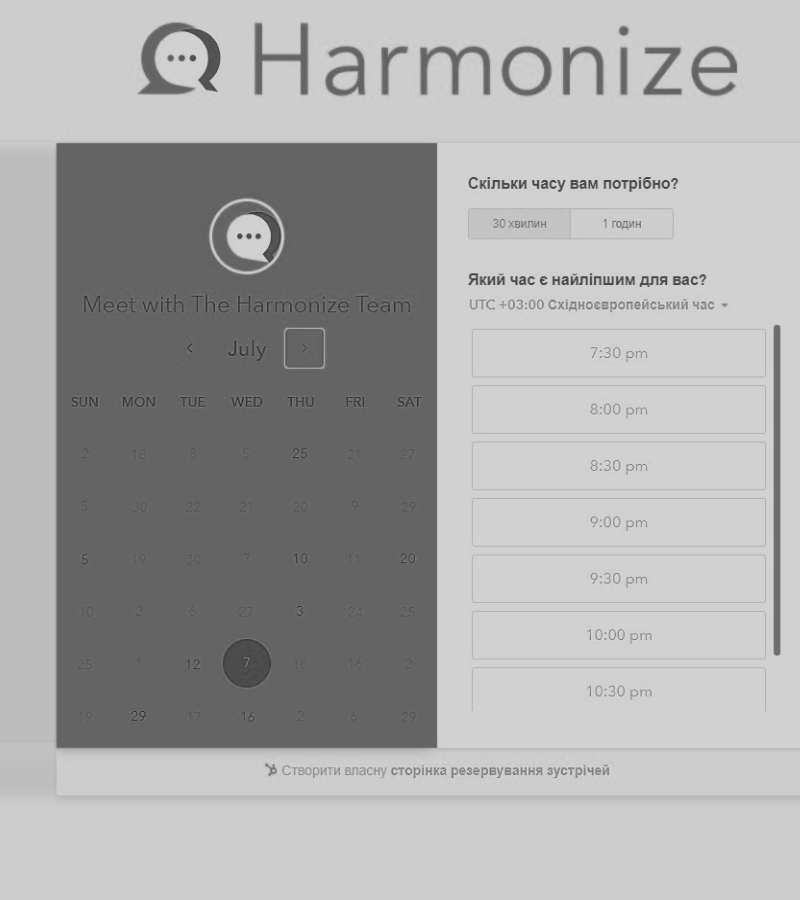 Harmonize
Meet with The Harmonize Team
July
SUN MON TUE WED THU FRI SAT
2 18 8 5 25 21 27
5 30 22 21 20 9 29
5 19 30 7 10 11 20
10 2 6 27 3 24 25
25 1 12 7 18 16 2
19 29 17 16 2 6 29
Скільки часу вам потрібно?
30 хвилин 1 годин
Який час є найліпшим для вас?
UTC +03:00 Східноєвропейський час
7:30 pm
8:00 pm
8:30 pm
9:00 pm
9:30 pm
10:00 pm
10:30 pm
Створити власну сторінка резервування зустрічей